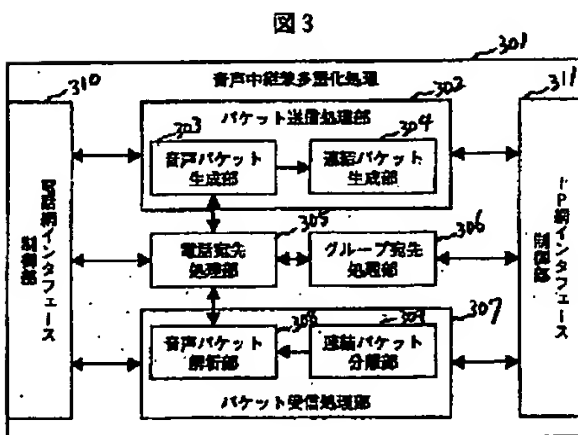 図3
301
音声中継兼多重化処理
310
311
302
パケット送信処理部
303
304
音声パケット
生成部
連結パケット
生成部
305
306
電話宛先
処理部
グループ宛先
処理部
307
308
309
音声パケット
解析部
連結パケット
分離部
パケット受信処理部
インタフェース
制御部
IP網インタフェース
制御部